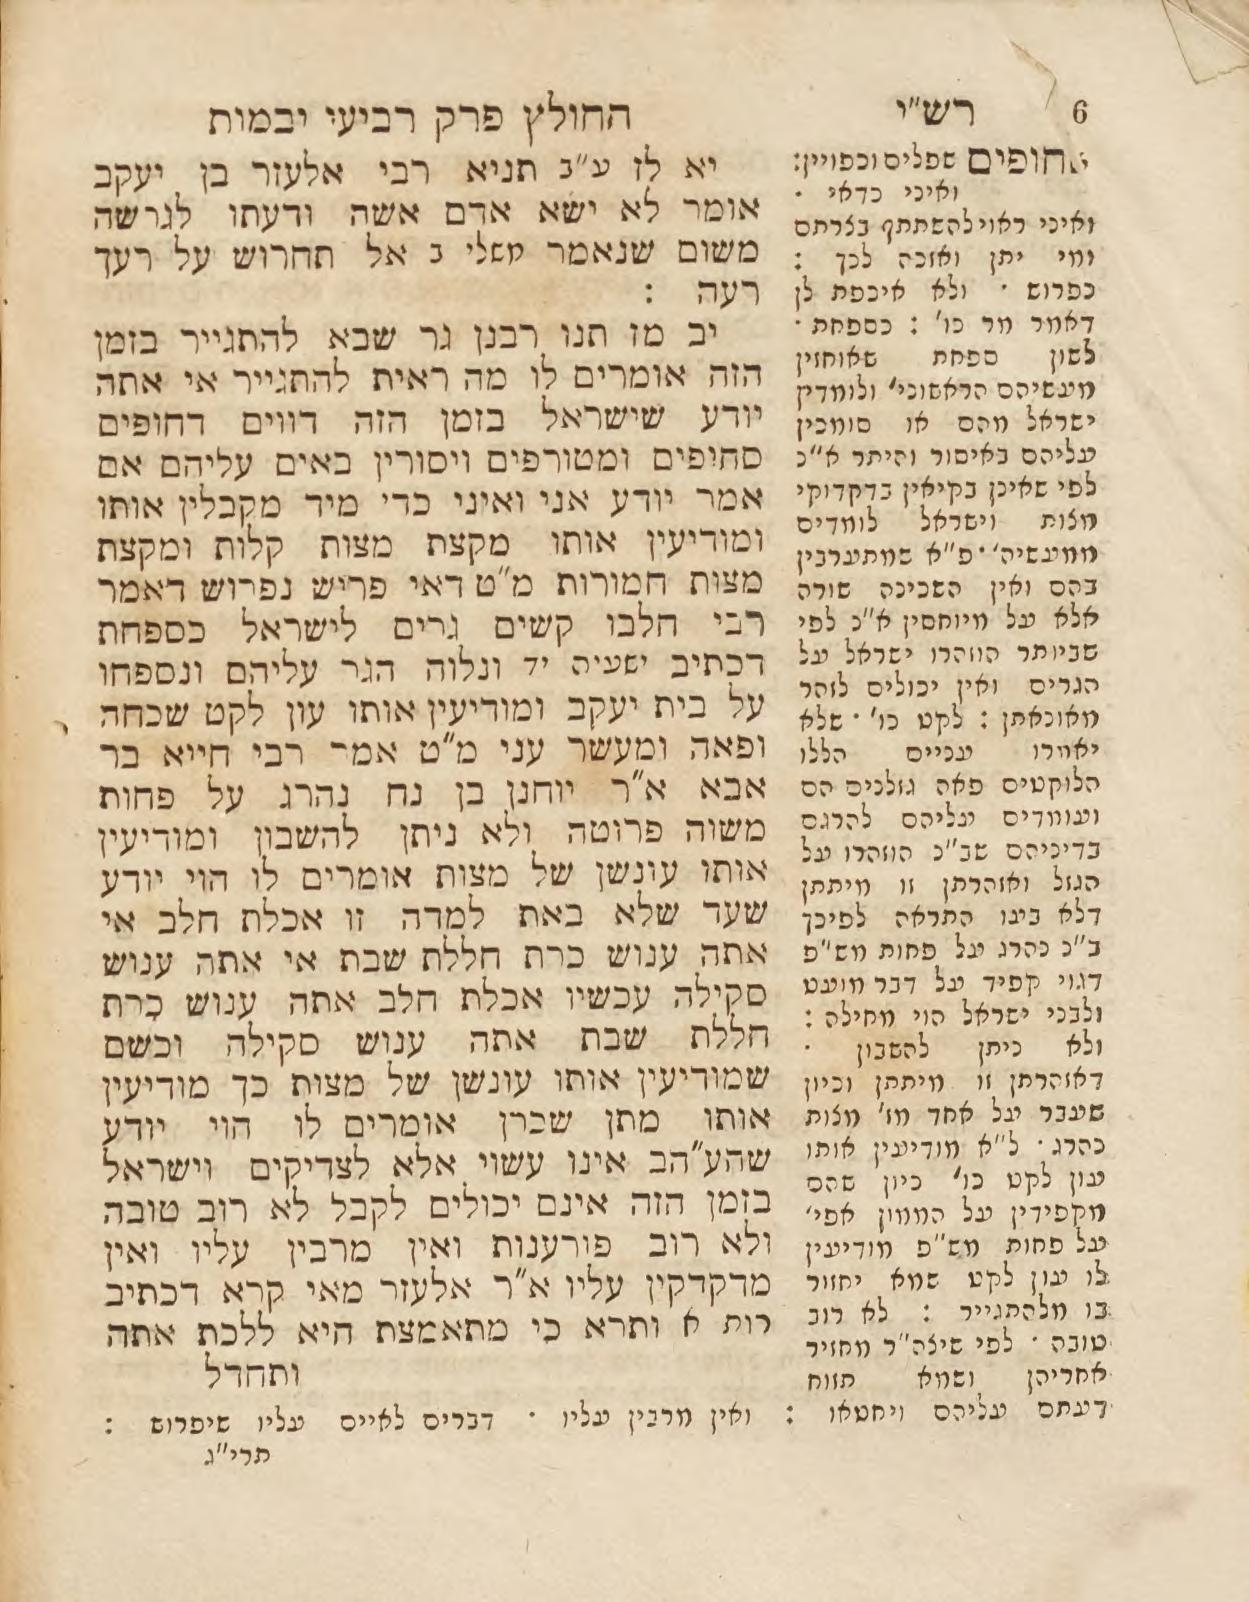 6
רש"י
החולץ פרק רביעי יבמות
יא לז ע"ב תניא רבי אלעזר בן יעקב
אומר לא ישא אדם אשה ודעתו לגרשה
משום שנאמר משלי ב אל תחרוש על רעך
רעה :
יב מז תנו רבנן גר שבא להתגייר בזמן
הזה אומרים לו מה ראית להתגייר אי אתה
יודע שישראל בזמן הזה דווים דחופים
סחופים ומטורפים ויסורין באים עליהם אם
אמר יודע אני ואיני כדי מיד מקבלין אותו
ומודיעין אותו מקצת מצות קלות ומקצת
מצות חמורות מ"ט דאי פריש נפרוש דאמר
רבי חלבו קשים גרים לישראל כספחת
דכתיב ישעיה יד ונלוה הגר עליהם ונספחו
על בית יעקב ומודיעין אותו עון לקט שכחה
ופאה ומעשר עני מ"ט אמר רבי חייא בר
אבא א"ר יוחנן בן נח נהרג על פחות
משוה פרוטה ולא ניתן להשבון ומודיעין
אותו עונשן של מצות אומרים לו הוי יודע
שעד שלא באת למדה זו אכלת חלב אי
אתה ענוש כרת חללת שבת אי אתה ענוש
סקילה עכשיו אכלת חלב אתה ענוש כרת
חללת שבת אתה ענוש סקילה וכשם
שמודיעין אותו עונשן של מצות כך מודיעין
אותו מתן שכרן אומרים לו הוי יודע
שהע"הב אינו עשוי אלא לצדיקים וישראל
בזמן הזה אינם יכולים לקבל לא רוב טובה
ולא רוב פורענות ואין מרבין עליו ואין
מדקדקין עליו א"ר אלעזר מאי קרא דכתיב
רות א ותרא כי מתאמצת היא ללכת אתה
ותחדל
סחופים שפלים וכפויין:
ואיני כדאי ·
ואיני ראוי להשתתף בצרתם
ומי יתן ואזכה לכך :
נפרוש · ולא איכפת לן
דאמר מר כו' : כספחת ·
לשון ספחת שאוחזין
מעשיהם הראשוני' ולומדין
ישראל מהם או סומכין
עליהם באיסור והיתר א"נ
לפי שאינן בקיאין בדקדוקי
מצות וישראל לומדים
ממעשיה' · פ"א שמתערבין
בהם ואין השכינה שורה
אלא על מיוחסין א"נ לפי
שביותר הוזהרו ישראל על
הגרים ואין יכולים לזהר
מאונאתן : לקט כו' · שלא
יאמרו עניים הללו
הלוקטים פאה גזלנים הם
ועומדים עליהם להרגם
בדיניהם שב"נ הוזהרו על
הגזל ואזהרתן זו מיתתן
דלא בעו התראה לפיכך
ב"נ נהרג על פחות מש"פ
דגוי קפיד על דבר מועט
ולבני ישראל הוי מחילה :
ולא ניתן להשבון ·
דאזהרתן זו מיתתן וכיון
שעבר על אחד מז' מצות
נהרג · ל"א מודיעין אותו
עון לקט כו' כיון שהם
מקפידין על הממון אפי'
על פחות מש"פ מודיעין
לו עון לקט שמא יחזור
בו מלהתגייר : לא רוב
טובה · לפי שיצה"ר מחזיר
אחריהן ושמא תזוח
דעתם עליהם ויחטאו : ואין מרבין עליו · דברים לאיים עליו שיפרוש :
תרי"ג